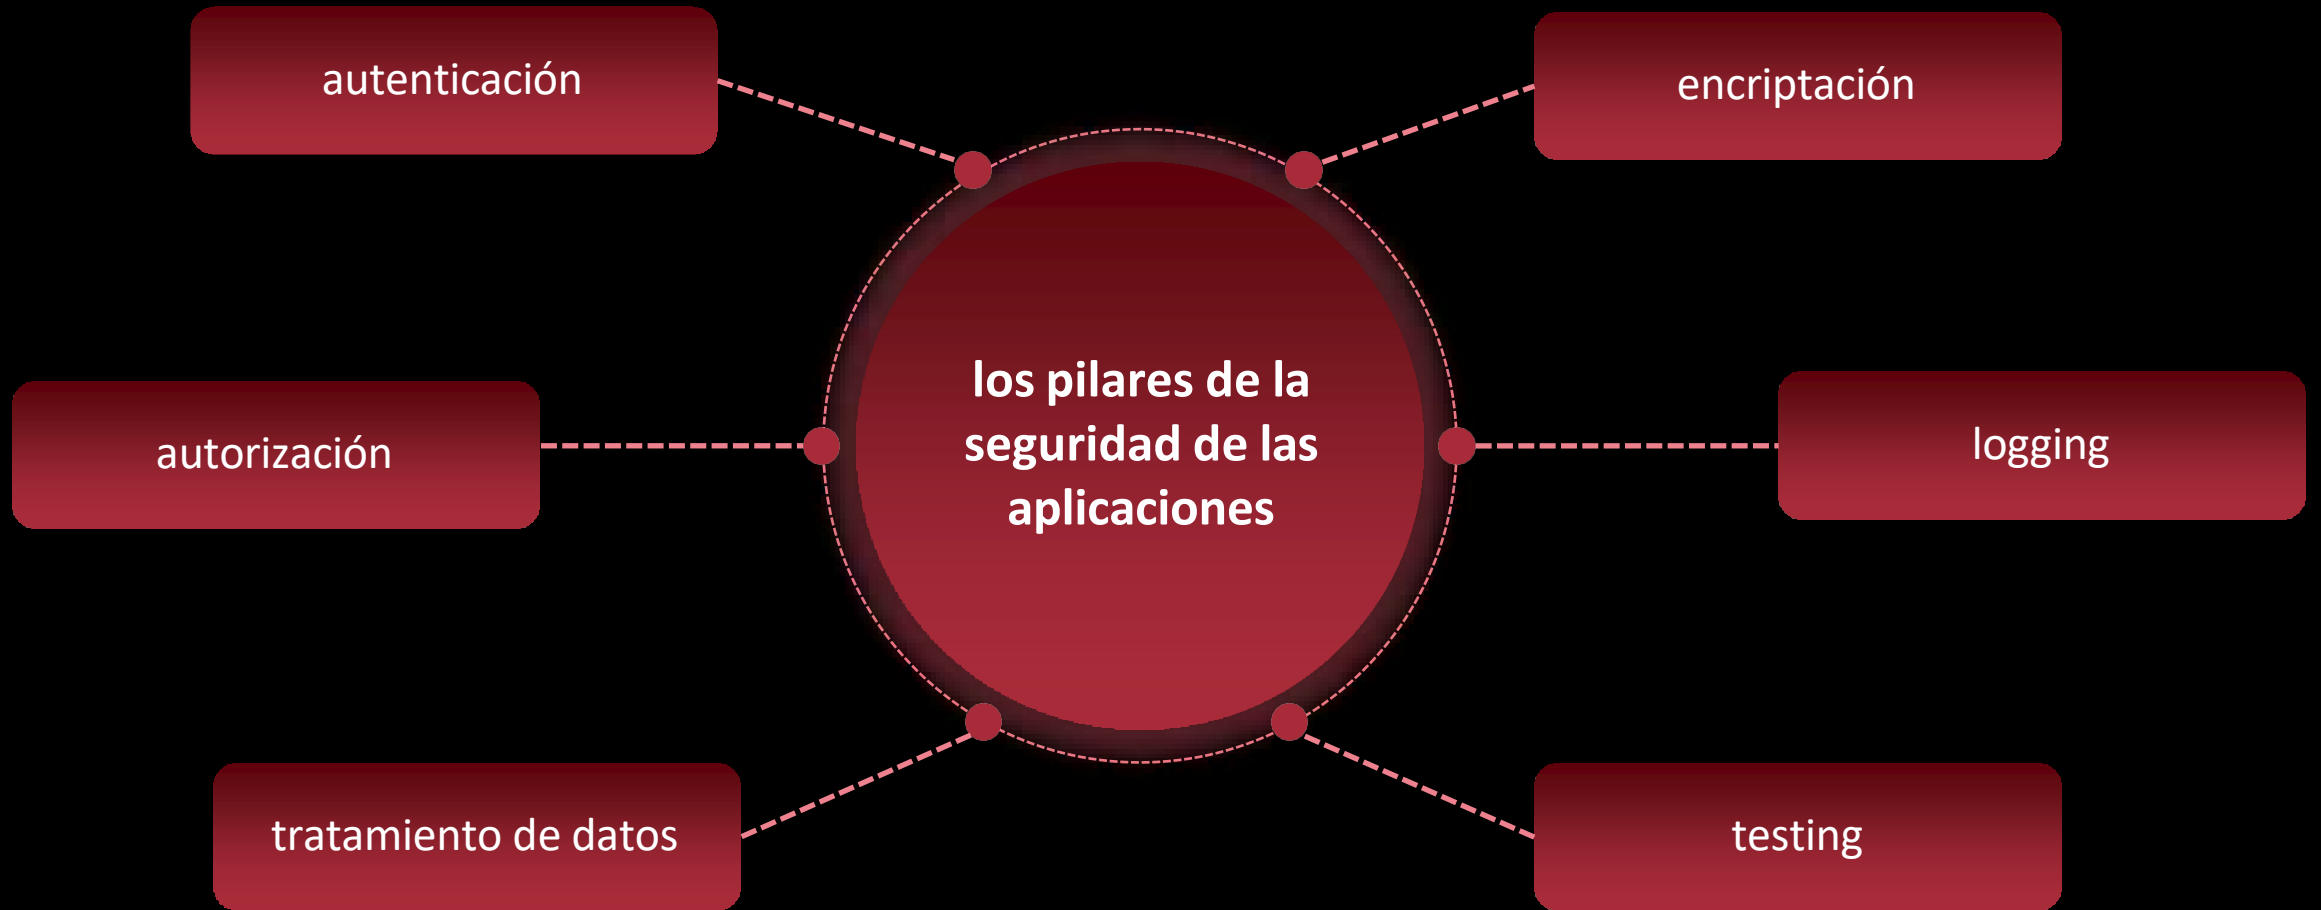 autenticación
encriptación
los pilares de la
seguridad de las
aplicaciones
autorización
logging
tratamiento de datos
testing